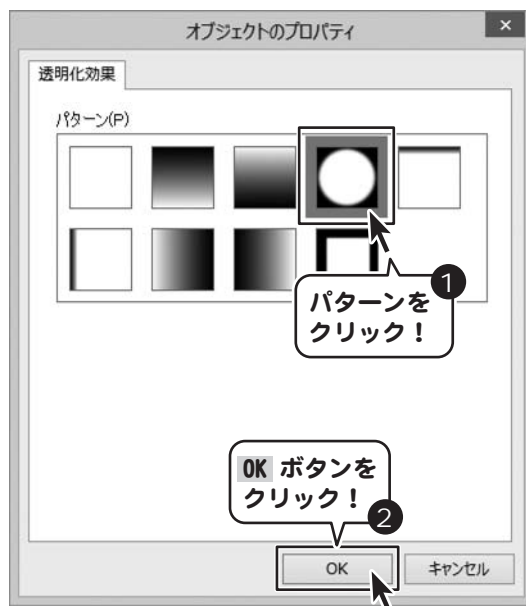 オブジェクトのプロパティ
×
透明化効果
パターン(P)
1
パターンを
クリック！
OK ボタンを
クリック！
2
OK
キャンセル